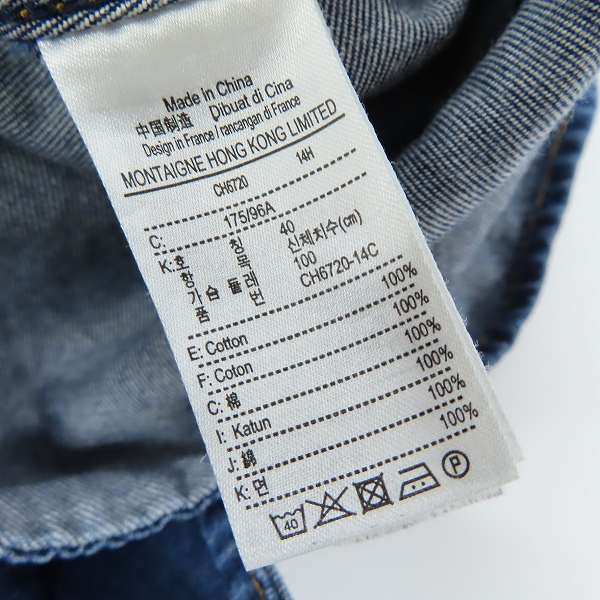 Made in China
中国制造 Dibuat di Cina
Design in France / rancangan di France
MONTAIGNE HONG KONG LIMITED
CH6720 14H
C: 175/96A
K: 호칭 40
항목 신체치수(cm)
가슴둘레 100
품번 CH6720-14C
E: Cotton 100%
F: Coton 100%
C: 棉 100%
I: Katun 100%
J: 綿 100%
K: 면 100%
40 P